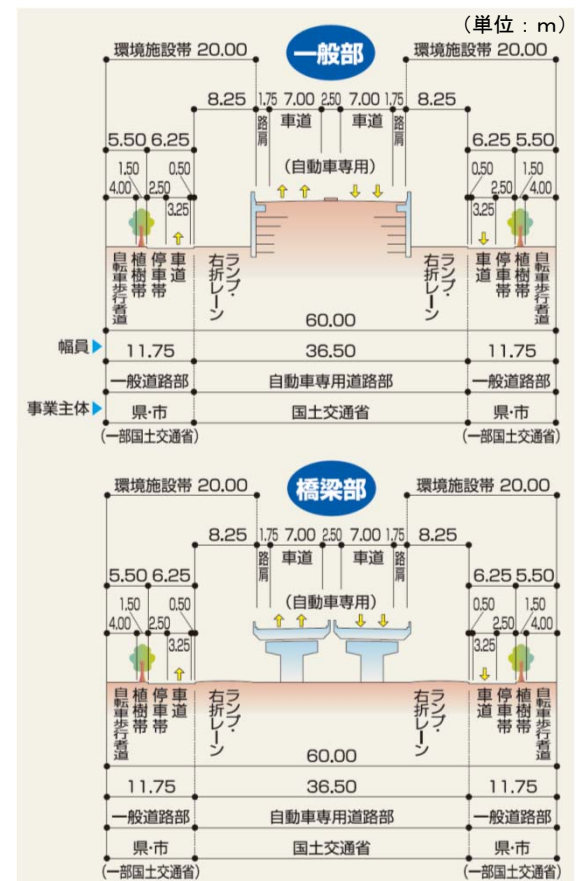 (単位：m)
一般部
環境施設帯 20.00 環境施設帯 20.00
8.25 1.75 7.00 2.50 7.00 1.75 8.25
路肩 車道 車道 路肩
5.50 6.25 6.25 5.50
(自動車専用)
1.50 0.50 0.50 1.50
4.00 2.50 2.50 4.00
3.25 3.25
自転車歩行者道 植樹帯 停車帯 車道 ランプ・右折レーン ランプ・右折レーン 車道 停車帯 植樹帯 自転車歩行者道
60.00
幅員 11.75 36.50 11.75
一般道路部 自動車専用道路部 一般道路部
事業主体 県・市 国土交通省 県・市
(一部国土交通省) (一部国土交通省)
橋梁部
環境施設帯 20.00 環境施設帯 20.00
8.25 1.75 7.00 2.50 7.00 1.75 8.25
路肩 車道 車道 路肩
5.50 6.25 6.25 5.50
(自動車専用)
1.50 0.50 0.50 1.50
4.00 2.50 2.50 4.00
3.25 3.25
自転車歩行者道 植樹帯 停車帯 車道 ランプ・右折レーン ランプ・右折レーン 車道 停車帯 植樹帯 自転車歩行者道
60.00
11.75 36.50 11.75
一般道路部 自動車専用道路部 一般道路部
県・市 国土交通省 県・市
(一部国土交通省) (一部国土交通省)